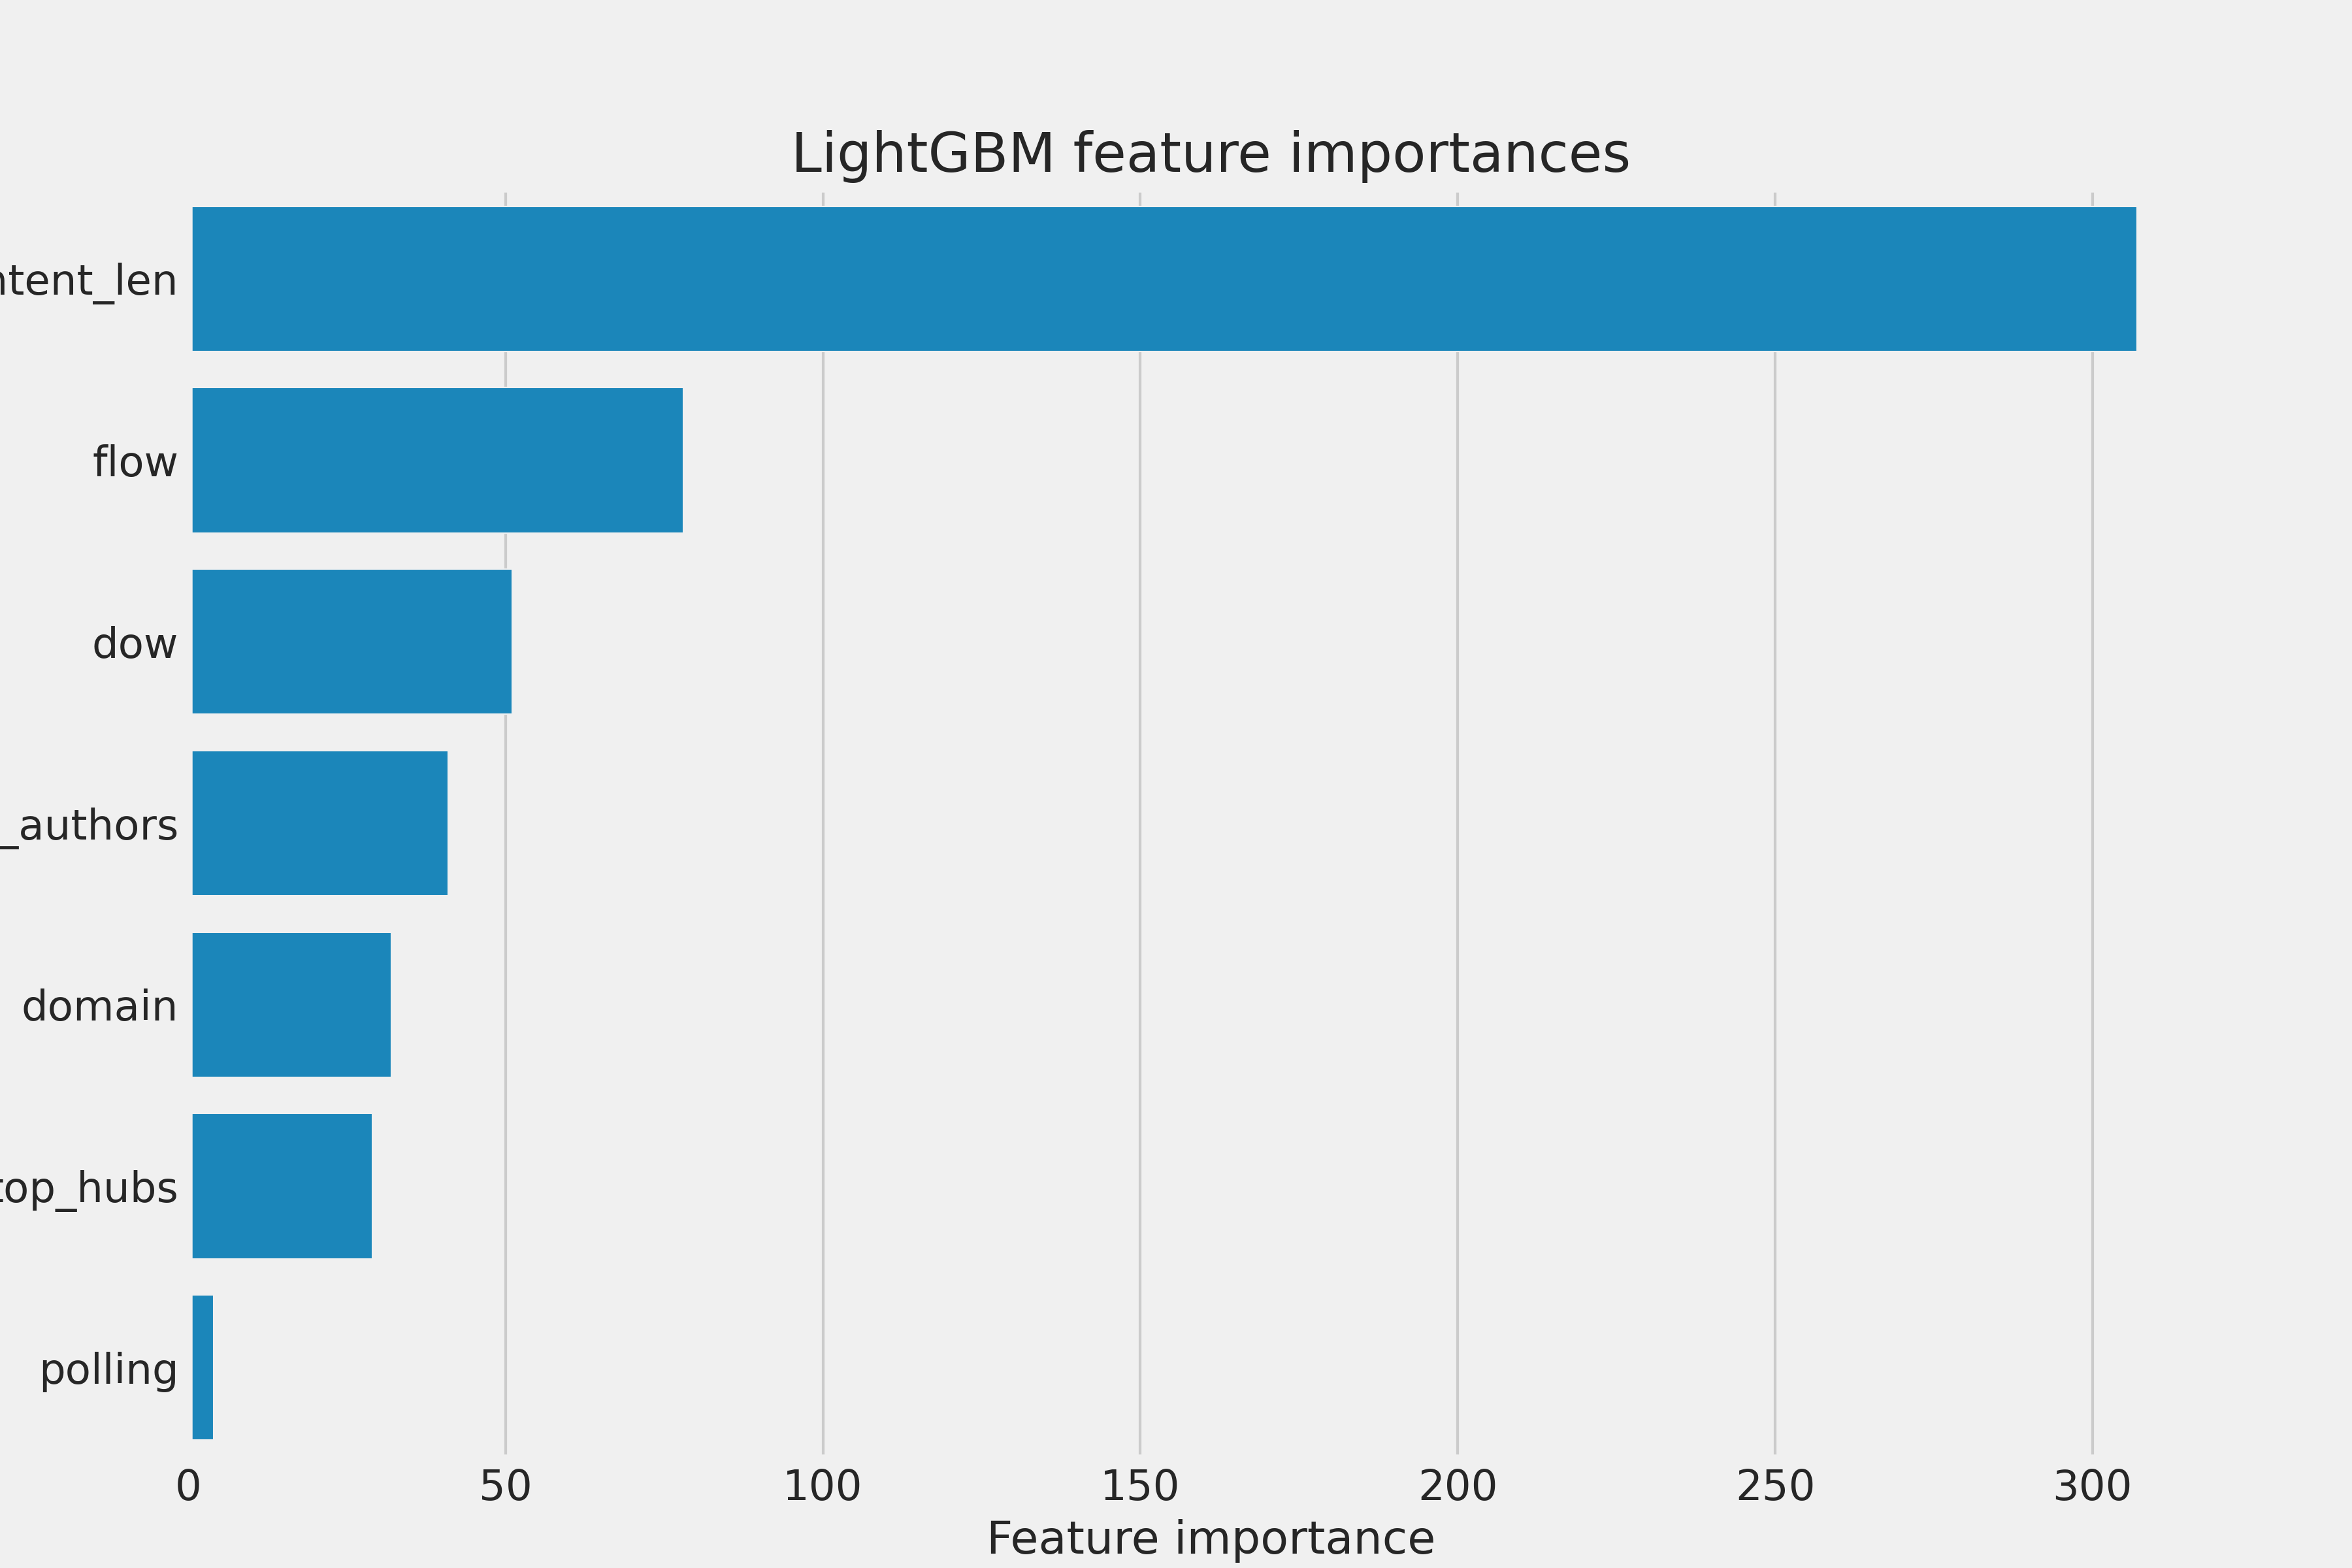 LightGBM feature importances
ntent_len
flow
dow
_authors
domain
top_hubs
polling
0 50 100 150 200 250 300
Feature importance